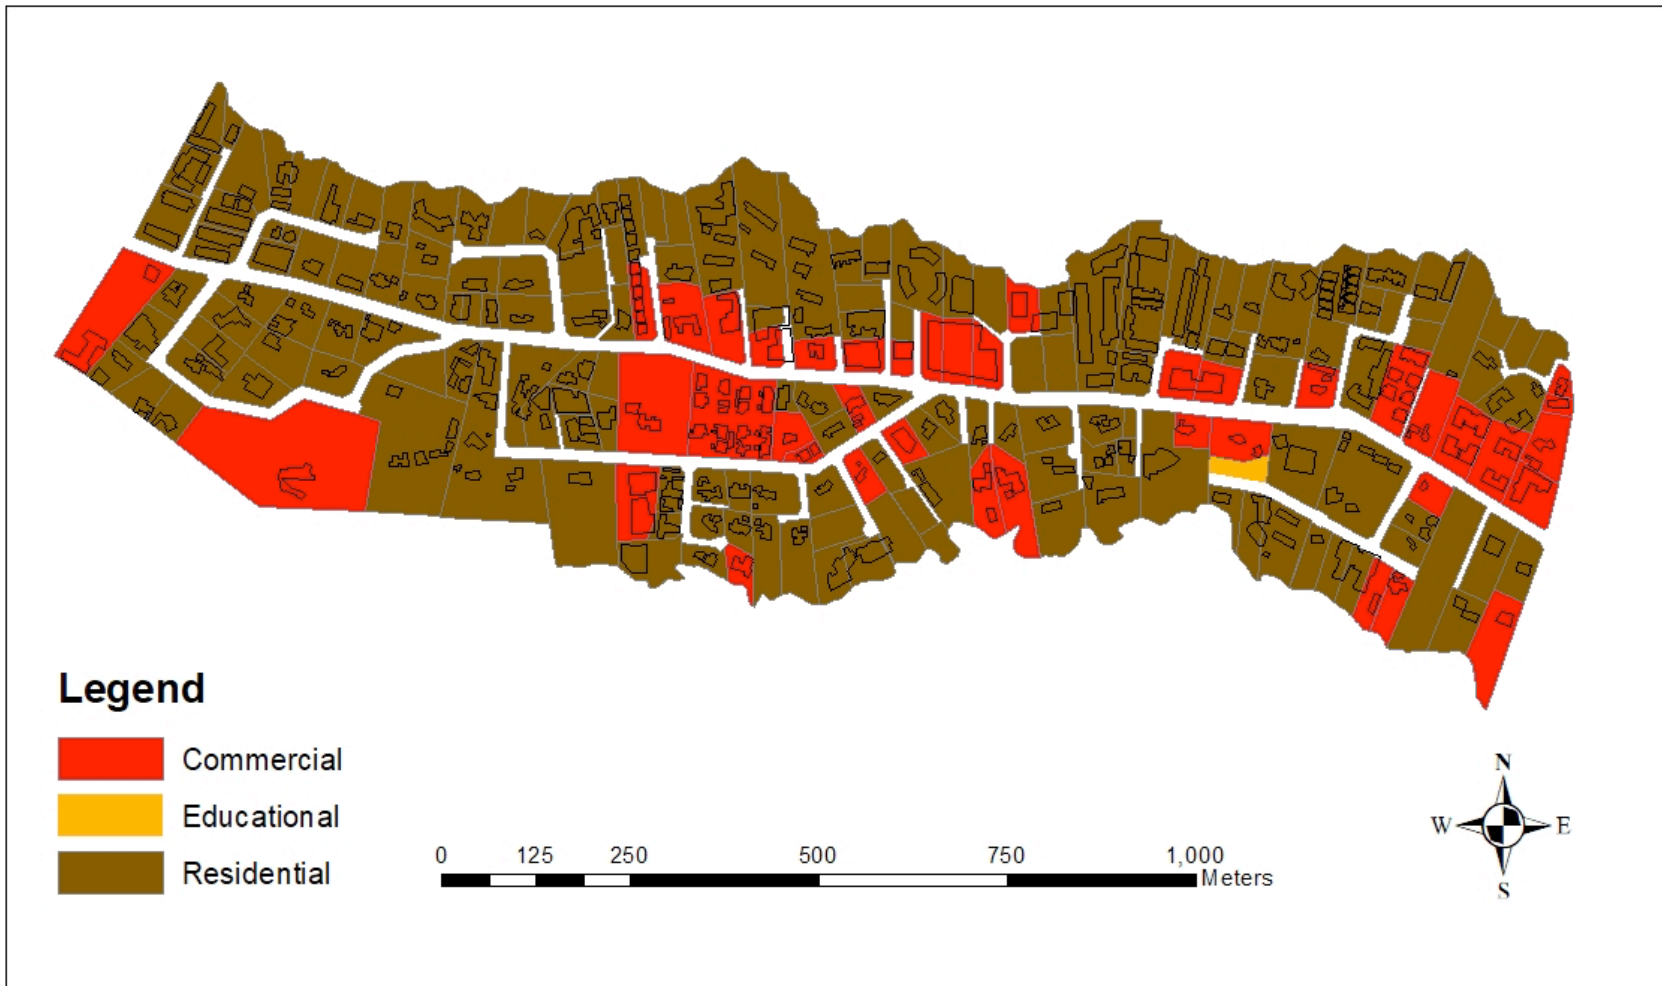 Legend
Commercial
Educational
Residential
0 125 250 500 750 1,000
Meters
N
W E
S